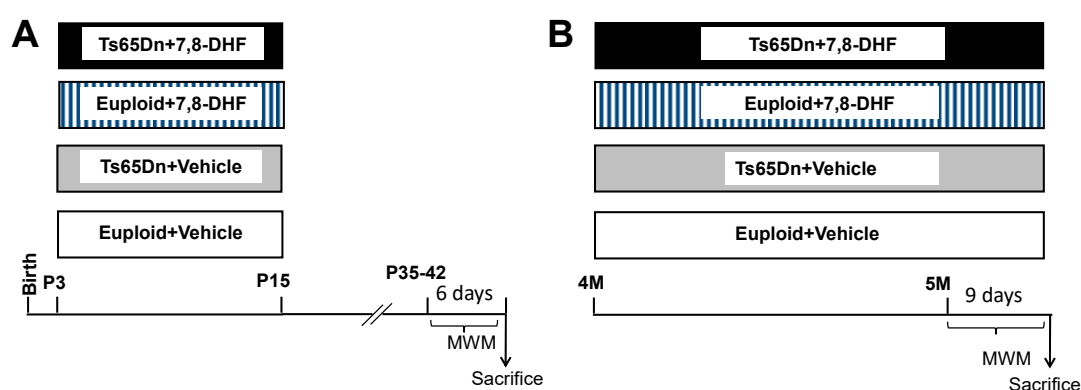 A
Ts65Dn+7,8-DHF
Euploid+7,8-DHF
Ts65Dn+Vehicle
Euploid+Vehicle
Birth
P3
P15
P35-42
6 days
MWM
Sacrifice
B
Ts65Dn+7,8-DHF
Euploid+7,8-DHF
Ts65Dn+Vehicle
Euploid+Vehicle
4M
5M
9 days
MWM
Sacrifice